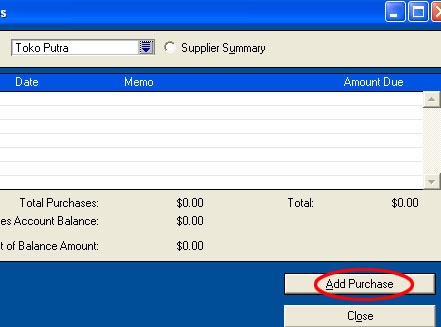 s
Toko Putra Supplier Summary
Date Memo Amount Due
Total Purchases: $0.00 Total: $0.00
es Account Balance: $0.00
t of Balance Amount: $0.00
Add Purchase
Close